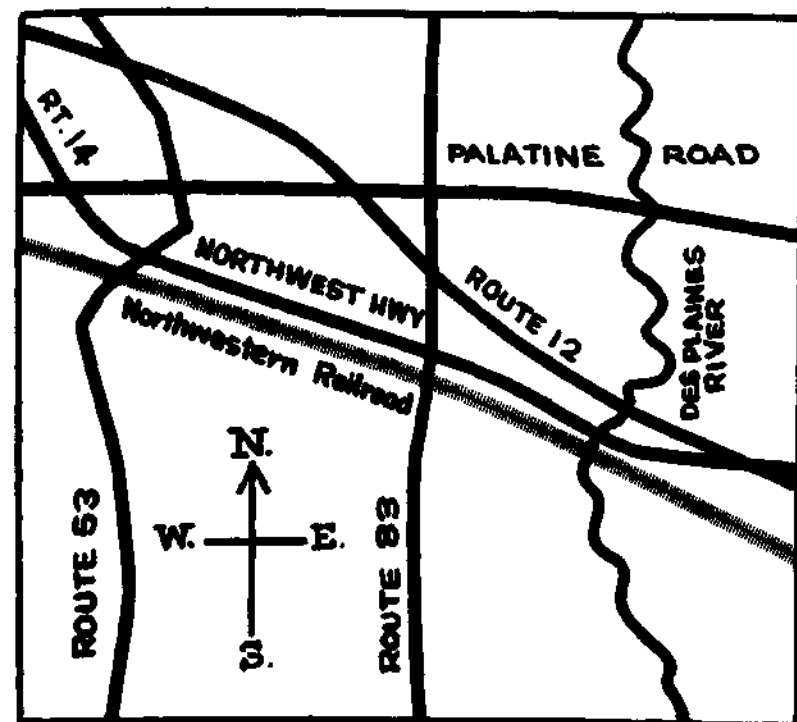 RT. 14
PALATINE ROAD
NORTHWEST HWY
Northwestern Railroad
ROUTE 12
DES PLAINES
RIVER
N.
W. E.
S.
ROUTE 53
ROUTE 83